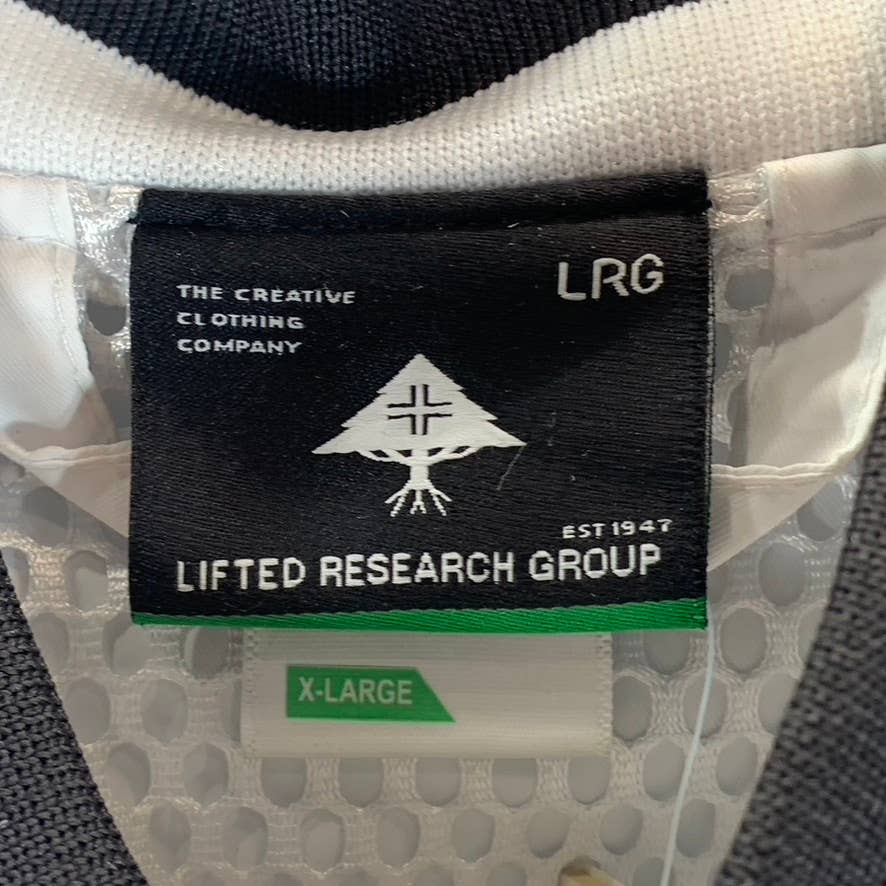 THE CREATIVE
CLOTHING
COMPANY
LRG
EST 1947
LIFTED RESEARCH GROUP
X-LARGE